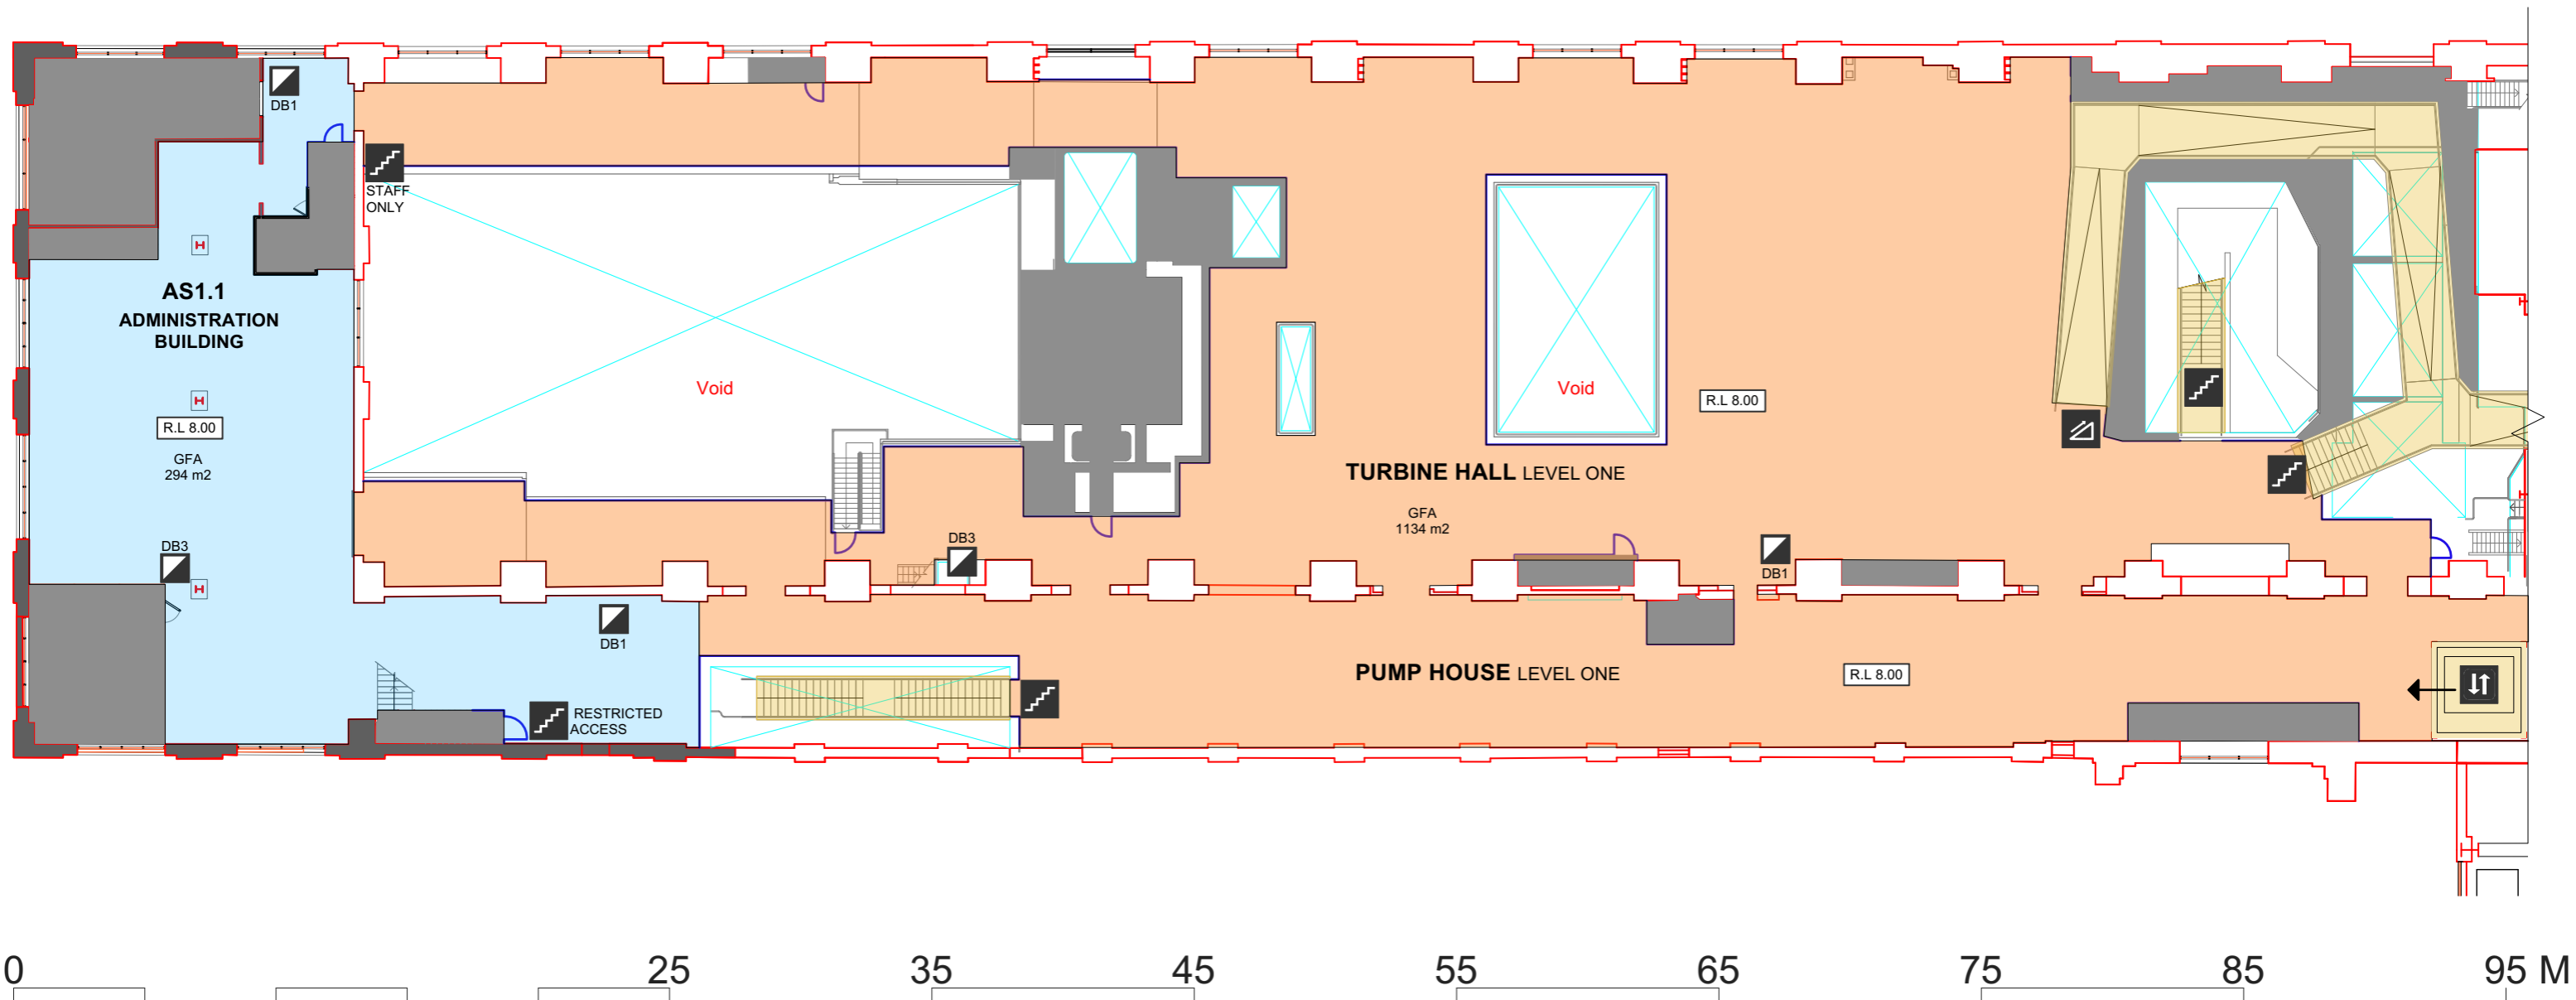 DB1
STAFF
ONLY
AS1.1
ADMINISTRATION
BUILDING
R.L 8.00
GFA
294 m2
DB3
DB1
RESTRICTED
ACCESS
Void
Void
R.L 8.00
TURBINE HALL LEVEL ONE
GFA
1134 m2
DB3
DB1
PUMP HOUSE LEVEL ONE
R.L 8.00
0 25 35 45 55 65 75 85 95 M